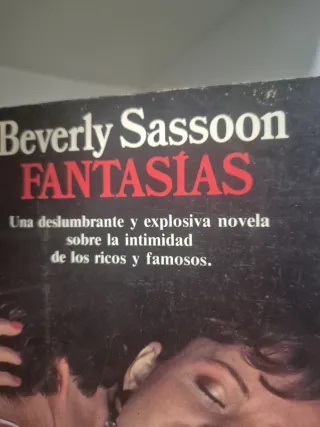 Beverly Sassoon
FANTASÍAS
Una deslumbrante y explosiva novela
sobre la intimidad
de los ricos y famosos.